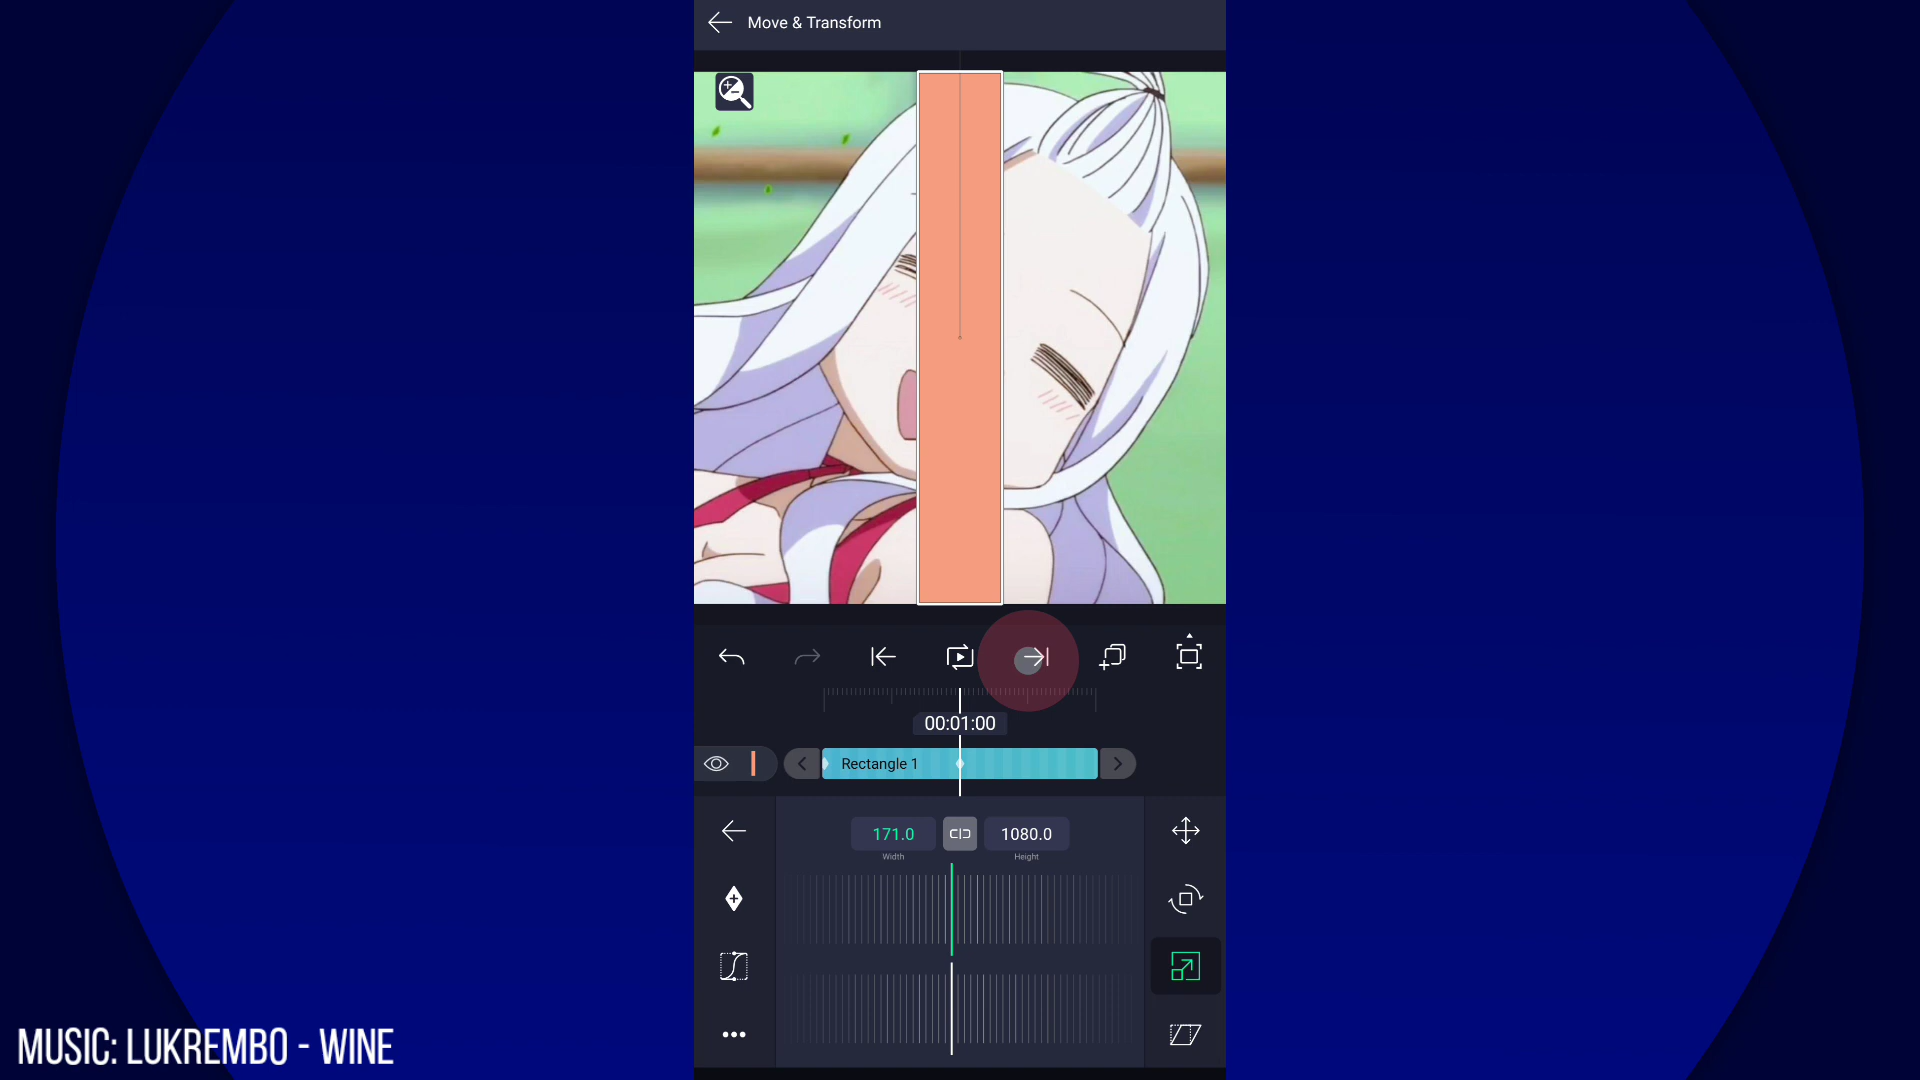 Move & Transform
00:01:00
Rectangle 1
171.0
1080.0
Width
Height
MUSIC: LUKREMBO - WINE